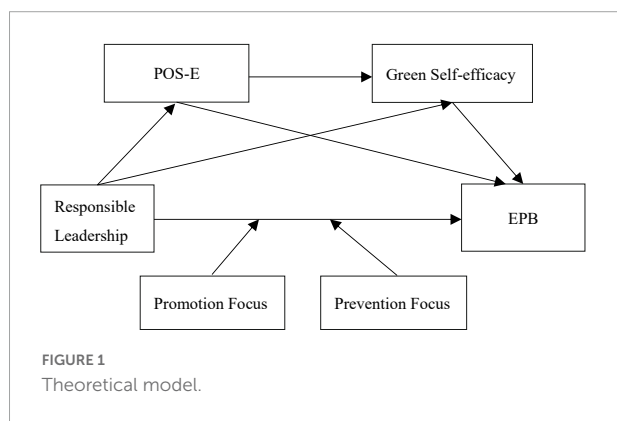 POS-E
Green Self-efficacy
Responsible
Leadership
EPB
Promotion Focus
Prevention Focus
FIGURE 1
Theoretical model.